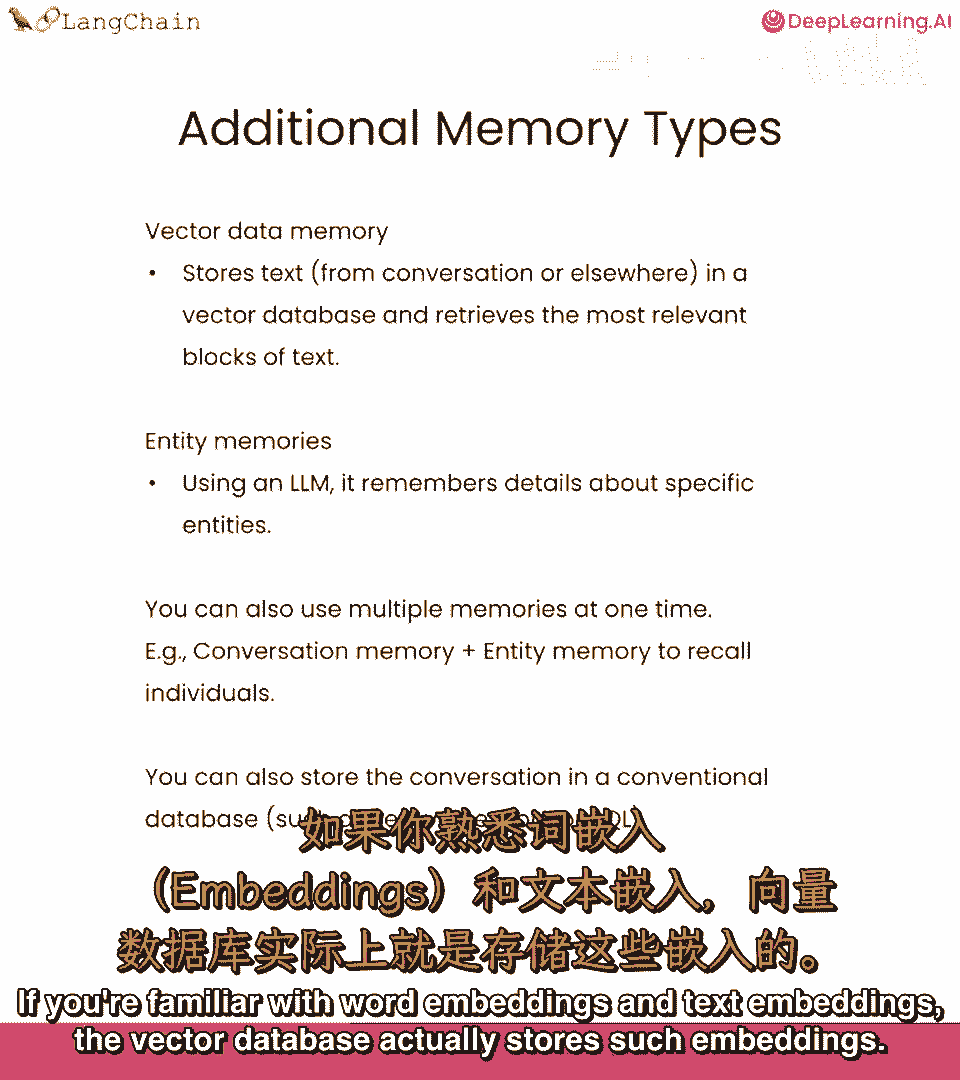 LangChain
DeepLearning.AI
Additional Memory Types
Vector data memory
• Stores text (from conversation or elsewhere) in a
vector database and retrieves the most relevant
blocks of text.
Entity memories
• Using an LLM, it remembers details about specific
entities.
You can also use multiple memories at one time.
E.g., Conversation memory + Entity memory to recall
individuals.
You can also store the conversation in a conventional
database
如果你熟悉词嵌入
（Embeddings）和文本嵌入，向量
数据库实际上就是存储这些嵌入的。
If you're familiar with word embeddings and text embeddings,
the vector database actually stores such embeddings.